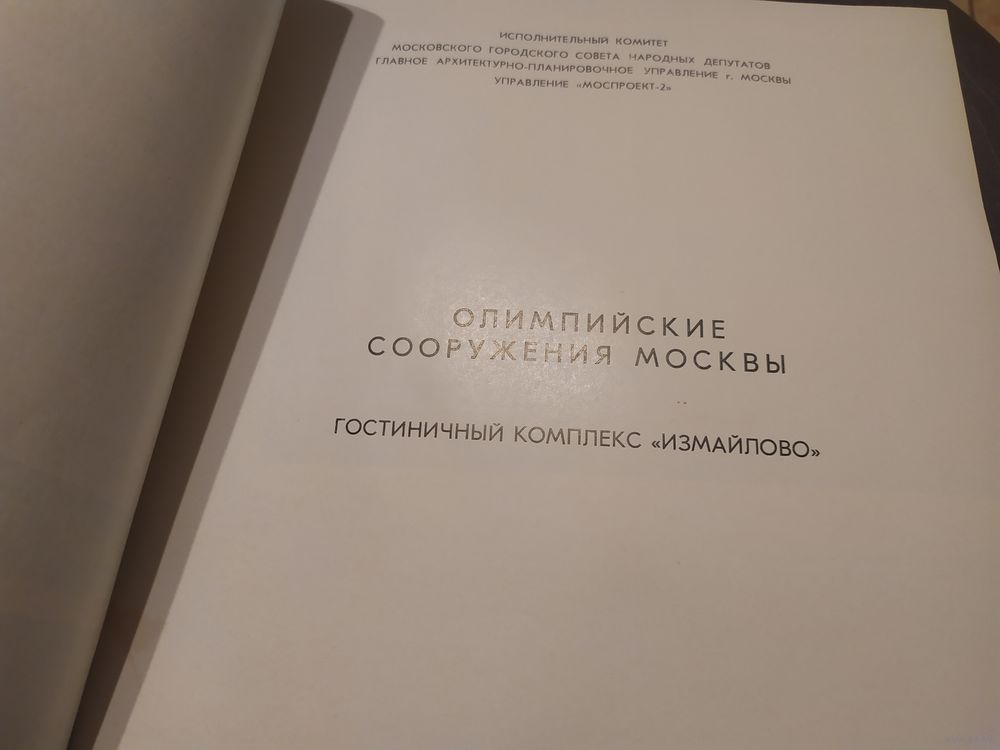 ИСПОЛНИТЕЛЬНЫЙ КОМИТЕТ
МОСКОВСКОГО ГОРОДСКОГО СОВЕТА НАРОДНЫХ ДЕПУТАТОВ
ГЛАВНОЕ АРХИТЕКТУРНО-ПЛАНИРОВОЧНОЕ УПРАВЛЕНИЕ г. МОСКВЫ
УПРАВЛЕНИЕ «МОСПРОЕКТ-2»
ОЛИМПИЙСКИЕ
СООРУЖЕНИЯ МОСКВЫ
ГОСТИНИЧНЫЙ КОМПЛЕКС «ИЗМАЙЛОВО»